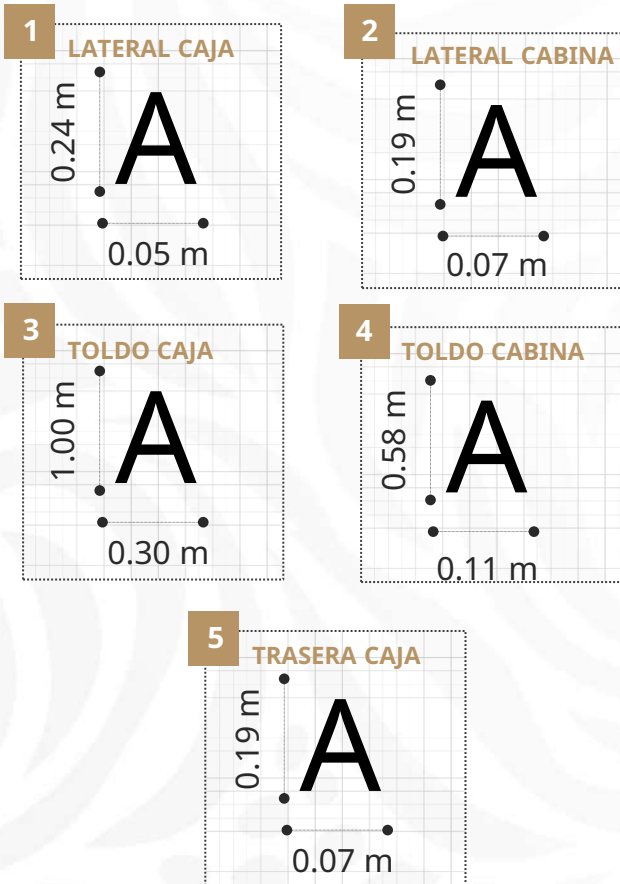 1
LATERAL CAJA
0.24 m
A
0.05 m
2
LATERAL CABINA
0.19 m
A
0.07 m
3
TOLDO CAJA
1.00 m
A
0.30 m
4
TOLDO CABINA
0.58 m
A
0.11 m
5
TRASERA CAJA
0.19 m
A
0.07 m